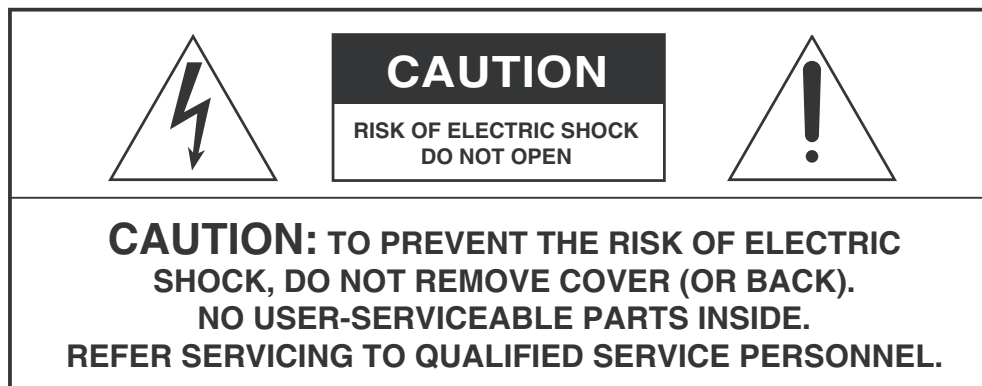 CAUTION
RISK OF ELECTRIC SHOCK
DO NOT OPEN
CAUTION: TO PREVENT THE RISK OF ELECTRIC
SHOCK, DO NOT REMOVE COVER (OR BACK).
NO USER-SERVICEABLE PARTS INSIDE.
REFER SERVICING TO QUALIFIED SERVICE PERSONNEL.